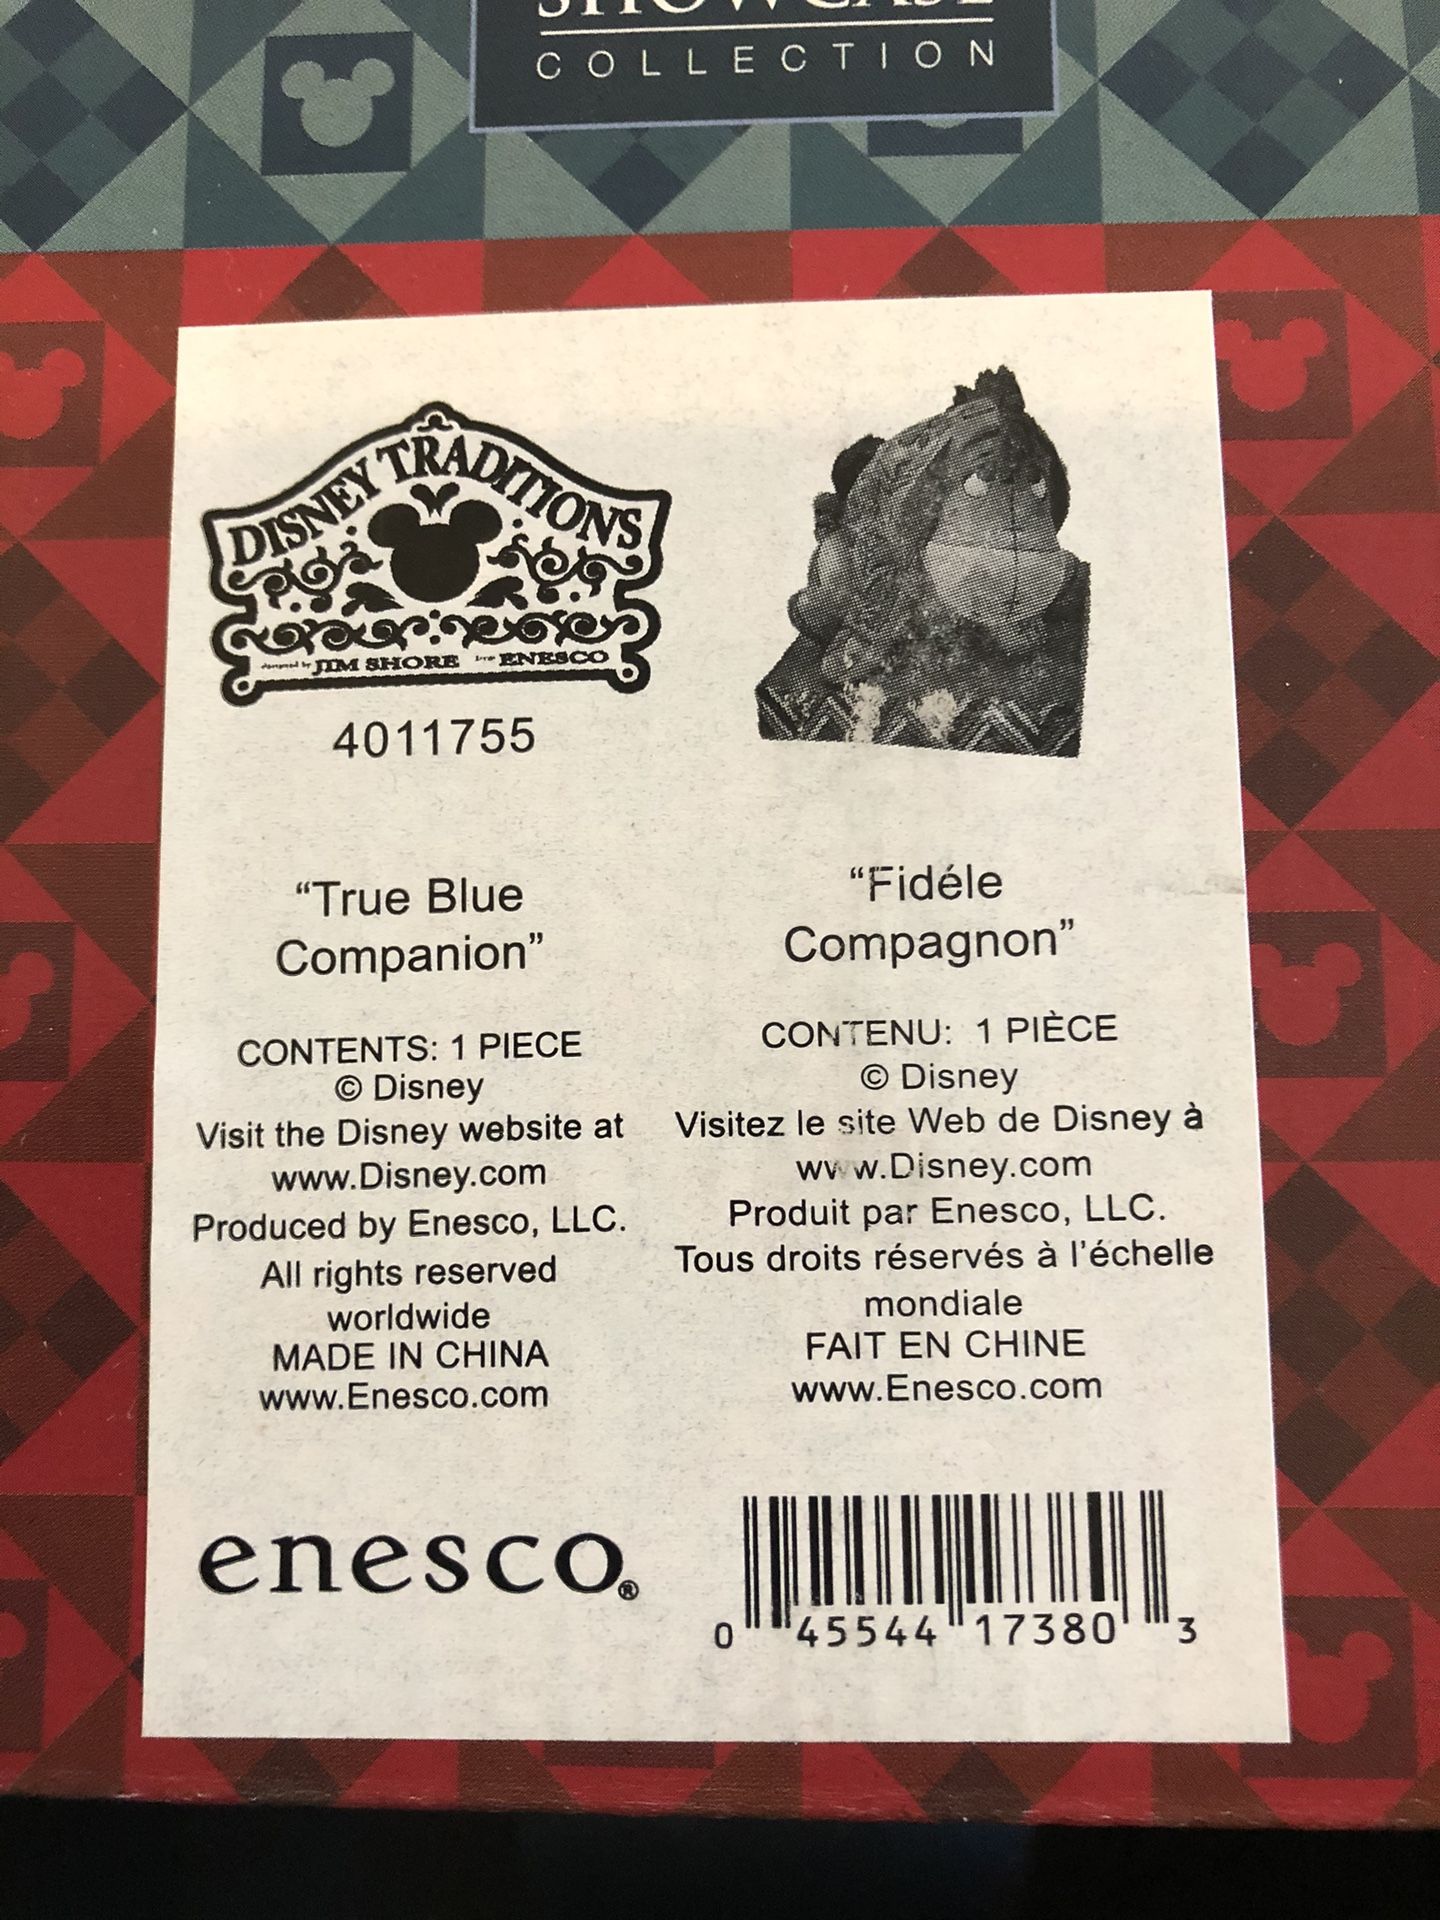 SHOWCASE
COLLECTION
DISNEY TRADITIONS
JIM SHORE
ENESCO
4011755
“True Blue
Companion”
CONTENTS: 1 PIECE
© Disney
Visit the Disney website at
www.Disney.com
Produced by Enesco, LLC.
All rights reserved
worldwide
MADE IN CHINA
www.Enesco.com
“Fidéle
Compagnon”
CONTENU: 1 PIÈCE
© Disney
Visitez le site Web de Disney à
www.Disney.com
Produit par Enesco, LLC.
Tous droits réservés à l'échelle
mondiale
FAIT EN CHINE
www.Enesco.com
enesco®
0 45544 17380 3